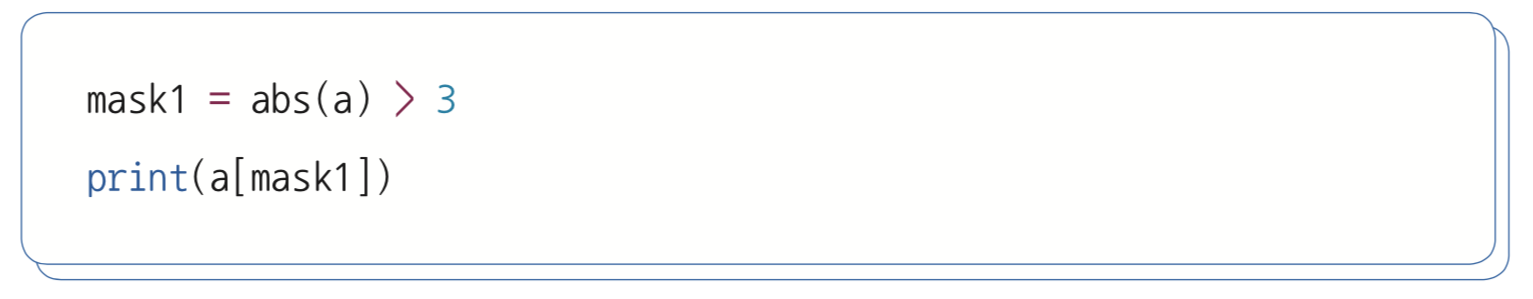 mask1 = abs(a) > 3
print(a[mask1])